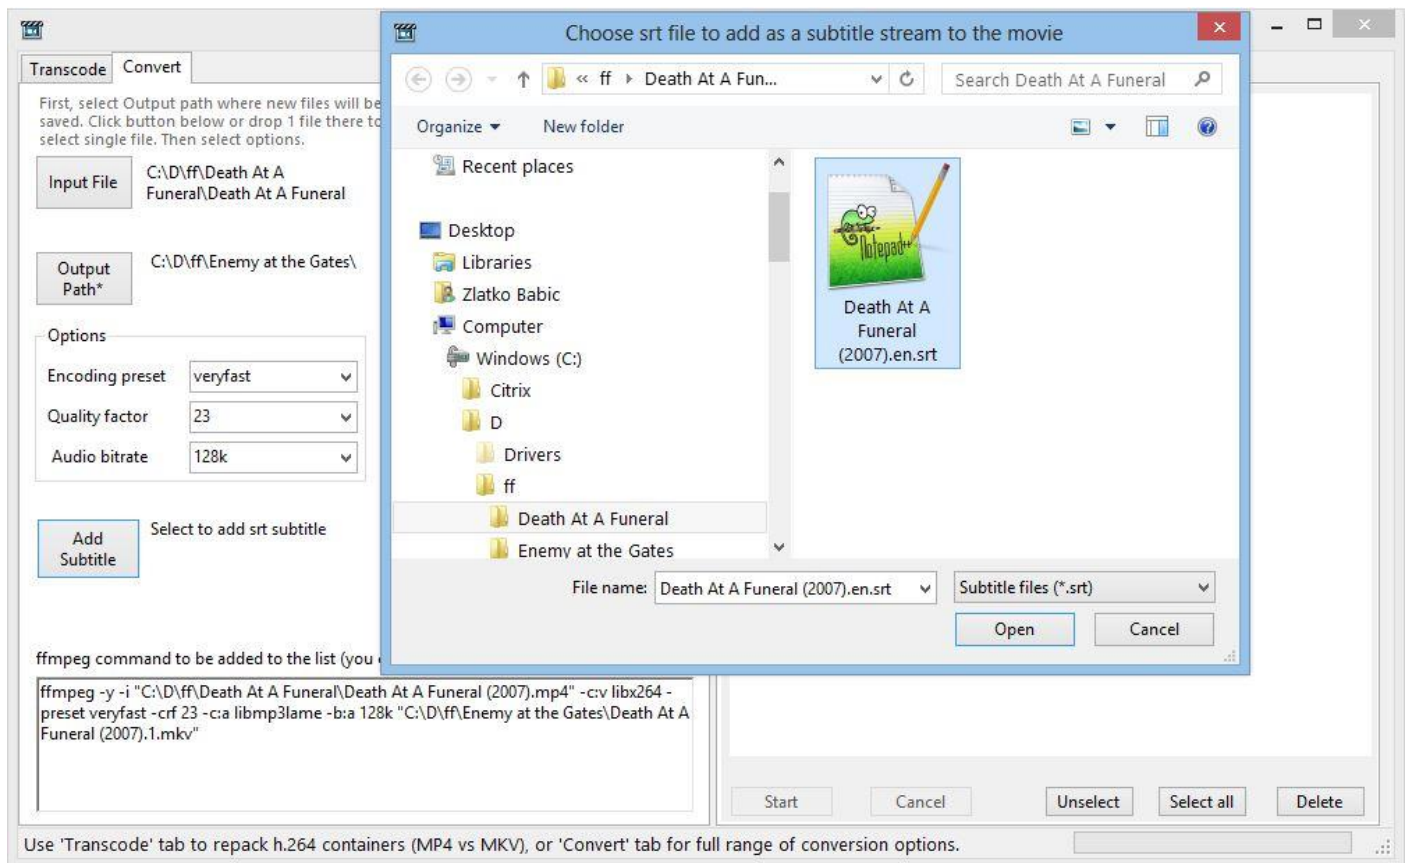 Choose srt file to add as a subtitle stream to the movie
Transcode Convert
First, select Output path where new files will be
saved. Click button below or drop 1 file there to
select single file. Then select options.
Input File
C:\D\ff\Death At A
Funeral\Death At A Funeral
Output
Path*
C:\D\ff\Enemy at the Gates\
Options
Encoding preset veryfast
Quality factor 23
Audio bitrate 128k
Add
Subtitle
Select to add srt subtitle
« ff Death At A Fun...
Search Death At A Funeral
Organize New folder
Recent places
Desktop
Libraries
Zlatko Babic
Computer
Windows (C:)
Citrix
D
Drivers
ff
Death At A Funeral
Enemy at the Gates
Notepad++
Death At A
Funeral
(2007).en.srt
File name: Death At A Funeral (2007).en.srt Subtitle files (*.srt)
Open Cancel
ffmpeg command to be added to the list (you
ffmpeg -y -i "C:\D\ff\Death At A Funeral\Death At A Funeral (2007).mp4" -c:v libx264 -
preset veryfast -crf 23 -c:a libmp3lame -b:a 128k "C:\D\ff\Enemy at the Gates\Death At A
Funeral (2007).1.mkv"
Start Cancel Unselect Select all Delete
Use 'Transcode' tab to repack h.264 containers (MP4 vs MKV), or 'Convert' tab for full range of conversion options.